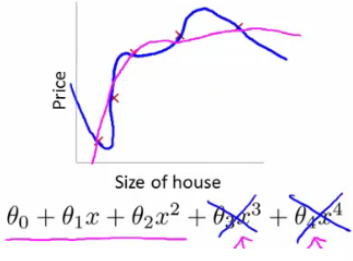 Price
Size of house
θ₀ + θ₁x + θ₂x² + θ₃x³ + θ₄x⁴